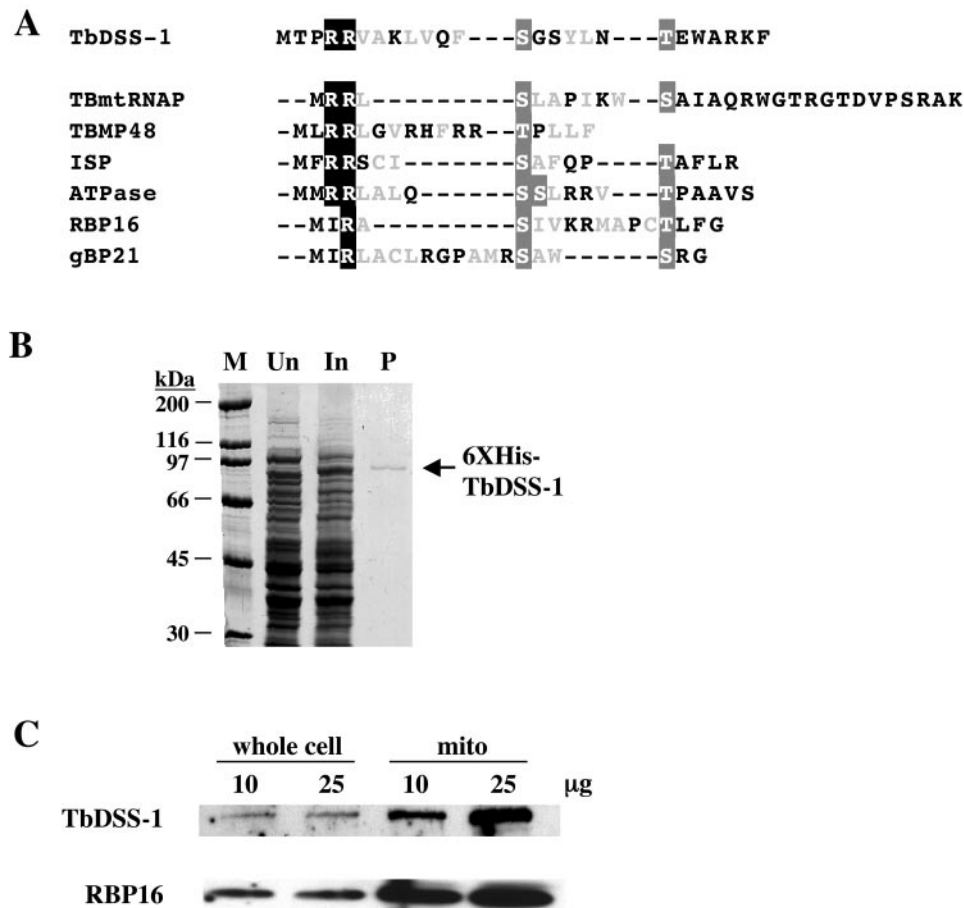 A
TbDSS-1 MTPRRVAKLVQF---SGSYLN---TEWARKF
TBmtRNAP --MRRL----------SLAPIKW--SAIAQRWGTRGTDVPSRAK
TBMP48 -MLRRLGVRHFRR--TPLLF
ISP -MFRRSCI-------SAFQP----TAFLR
ATPase -MMRRLALQ------SSLRRV---TPAAVS
RBP16 --MIRA---------SIVKRMAPCTLFG
gBP21 --MIRLACLRGPAMRSAW------SRG
B
M Un In P
kDa
200
116
97
66
45
30
6XHis-
TbDSS-1
C
whole cell mito
10 25 10 25 µg
TbDSS-1
RBP16